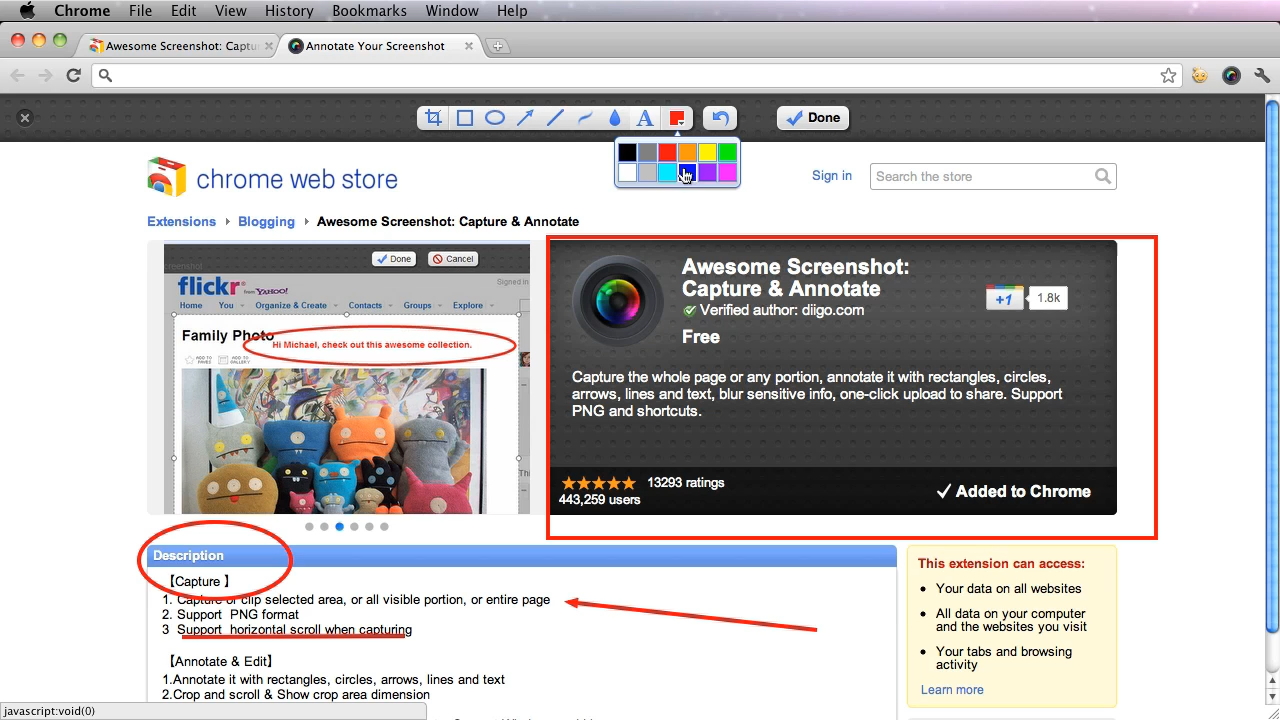 Chrome File Edit View History Bookmarks Window Help
Awesome Screenshot: Captu
Annotate Your Screenshot
A
Done
chrome web store
Sign in
Search the store
Extensions Blogging Awesome Screenshot: Capture & Annotate
Done Cancel
flickr from YAHOO!
Signed in
Home You Organize & Create Contacts Groups Explore
Family Photo
Hi Michael, check out this awesome collection.
ADD TO FAVES
ADD TO GALLERY
Awesome Screenshot:
Capture & Annotate
Verified author: diigo.com
Free
+1 1.8k
Capture the whole page or any portion, annotate it with rectangles, circles,
arrows, lines and text, blur sensitive info, one-click upload to share. Support
PNG and shortcuts.
13293 ratings
443,259 users
Added to Chrome
Description
【Capture 】
1. Capture or clip selected area, or all visible portion, or entire page
2. Support PNG format
3 Support horizontal scroll when capturing
【Annotate & Edit】
1.Annotate it with rectangles, circles, arrows, lines and text
2.Crop and scroll & Show crop area dimension
This extension can access:
Your data on all websites
All data on your computer
and the websites you visit
Your tabs and browsing
activity
Learn more
javascript:void(0)